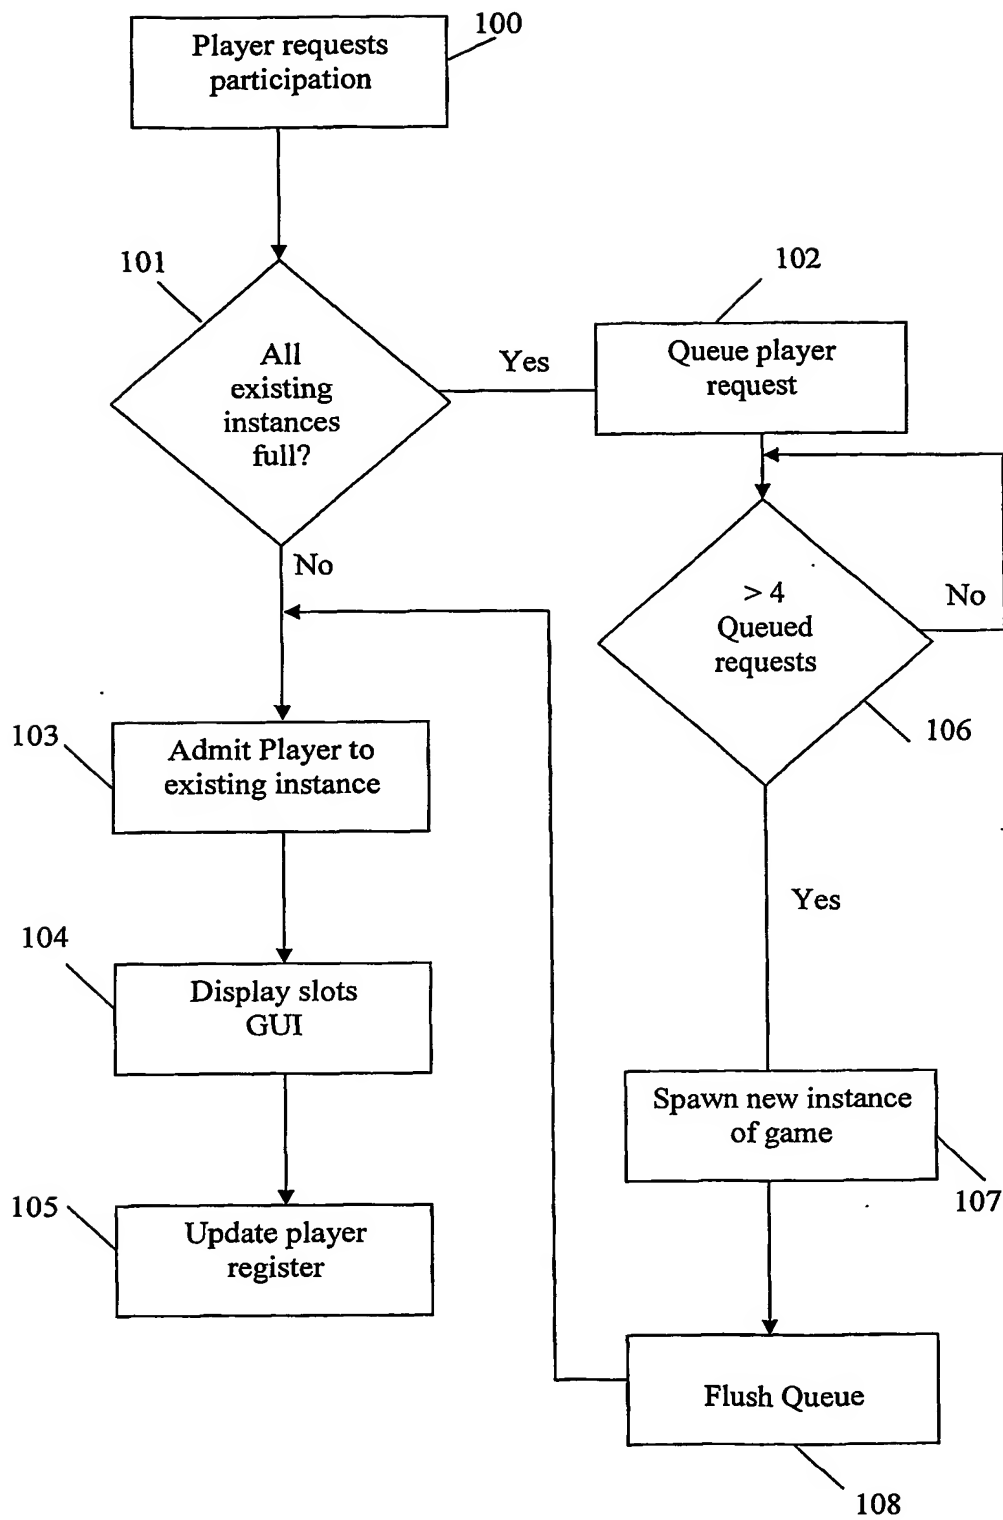 Player requests
participation
100
101
All
existing
instances
full?
Yes
102
Queue player
request
No
> 4
Queued
requests
No
106
103
Admit Player to
existing instance
Yes
104
Display slots
GUI
Spawn new instance
of game
107
105
Update player
register
Flush Queue
108